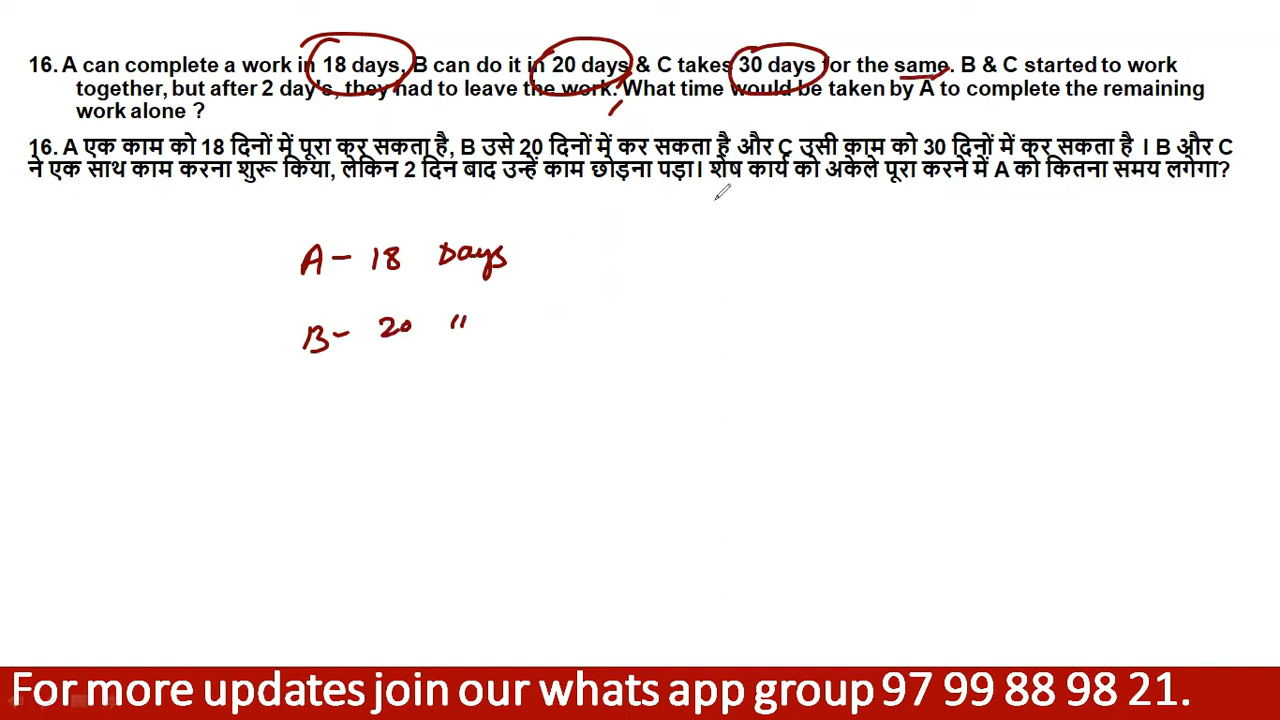 16. A can complete a work in 18 days, B can do it in 20 days & C takes 30 days for the same. B & C started to work
together, but after 2 day s, they had to leave the work. What time would be taken by A to complete the remaining
work alone ?
16. A एक काम को 18 दिनों में पूरा कर सकता है, B उसे 20 दिनों में कर सकता है और C उसी काम को 30 दिनों में कर सकता है । B और C
ने एक साथ काम करना शुरू किया, लेकिन 2 दिन बाद उन्हें काम छोड़ना पड़ा। शेष कार्य को अकेले पूरा करने में A को कितना समय लगेगा?
A - 18 Days
B - 20 "
For more updates join our whats app group 97 99 88 98 21.